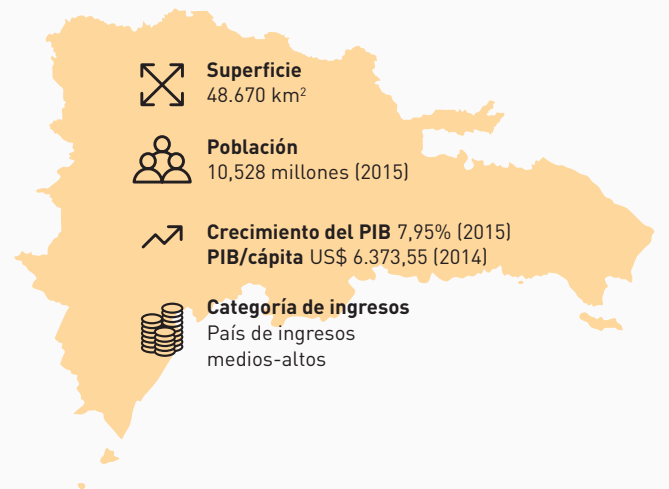 Superficie
48.670 km²
Población
10,528 millones (2015)
Crecimiento del PIB 7,95% (2015)
PIB/cápita US$ 6.373,55 (2014)
Categoría de ingresos
País de ingresos
medios-altos